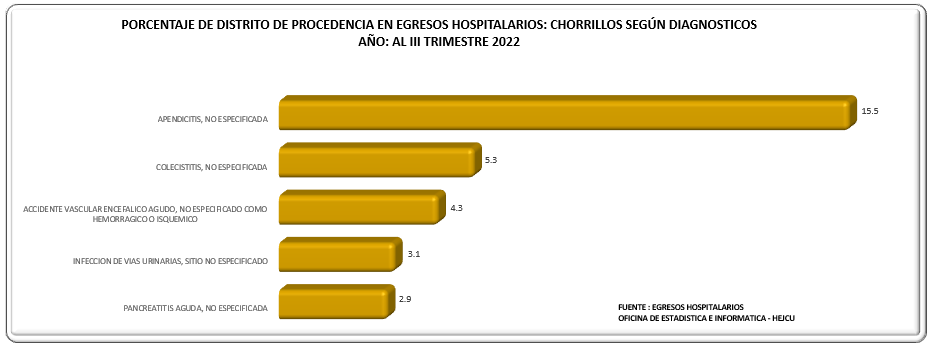 PORCENTAJE DE DISTRITO DE PROCEDENCIA EN EGRESOS HOSPITALARIOS: CHORRILLOS SEGÚN DIAGNOSTICOS
AÑO: AL III TRIMESTRE 2022
APENDICITIS, NO ESPECIFICADA
15.5
COLECISTITIS, NO ESPECIFICADA
5.3
ACCIDENTE VASCULAR ENCEFALICO AGUDO, NO ESPECIFICADO COMO
HEMORRAGICO O ISQUEMICO
4.3
INFECCION DE VIAS URINARIAS, SITIO NO ESPECIFICADO
3.1
PANCREATITIS AGUDA, NO ESPECIFICADA
2.9
FUENTE : EGRESOS HOSPITALARIOS
OFICINA DE ESTADISTICA E INFORMATICA - HEJCU